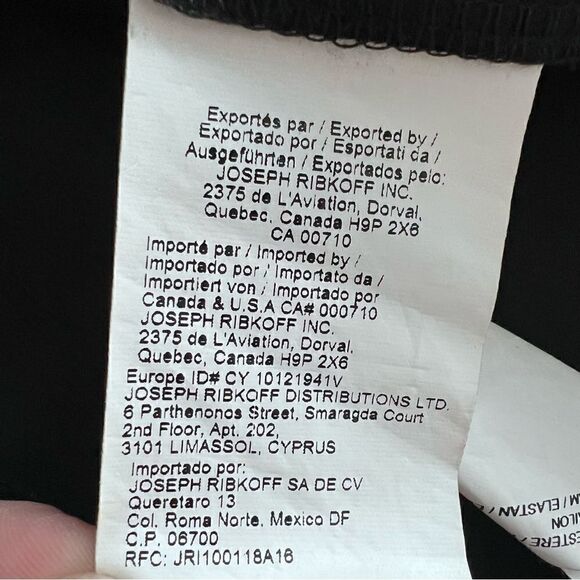 Exportés par / Exported by /
Exportado por / Esportati da /
Ausgeführten / Exportados pelo:
JOSEPH RIBKOFF INC.
2375 de L'Aviation, Dorval,
Quebec, Canada H9P 2X6
CA 00710
Importé par / Imported by /
Importado por / Importato da /
Importiert von / Importado por
Canada & U.S.A CA# 000710
JOSEPH RIBKOFF INC.
2375 de L'Aviation, Dorval,
Quebec, Canada H9P 2X6
Europe ID# CY 10121941V
JOSEPH RIBKOFF DISTRIBUTIONS LTD.
6 Parthenonos Street, Smaragda Court
2nd Floor, Apt. 202,
3101 LIMASSOL, CYPRUS
Importado por:
JOSEPH RIBKOFF SA DE CV
Queretaro 13
Col. Roma Norte, Mexico DF
C.P. 06700
RFC: JRI100118A16
/ ELASTAN /